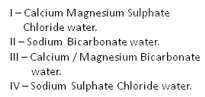 I – Calcium Magnesium Sulphate
Chloride water.
II – Sodium Bicarbonate water.
III – Calcium / Magnesium Bicarbonate
water.
IV – Sodium Sulphate Chloride water.